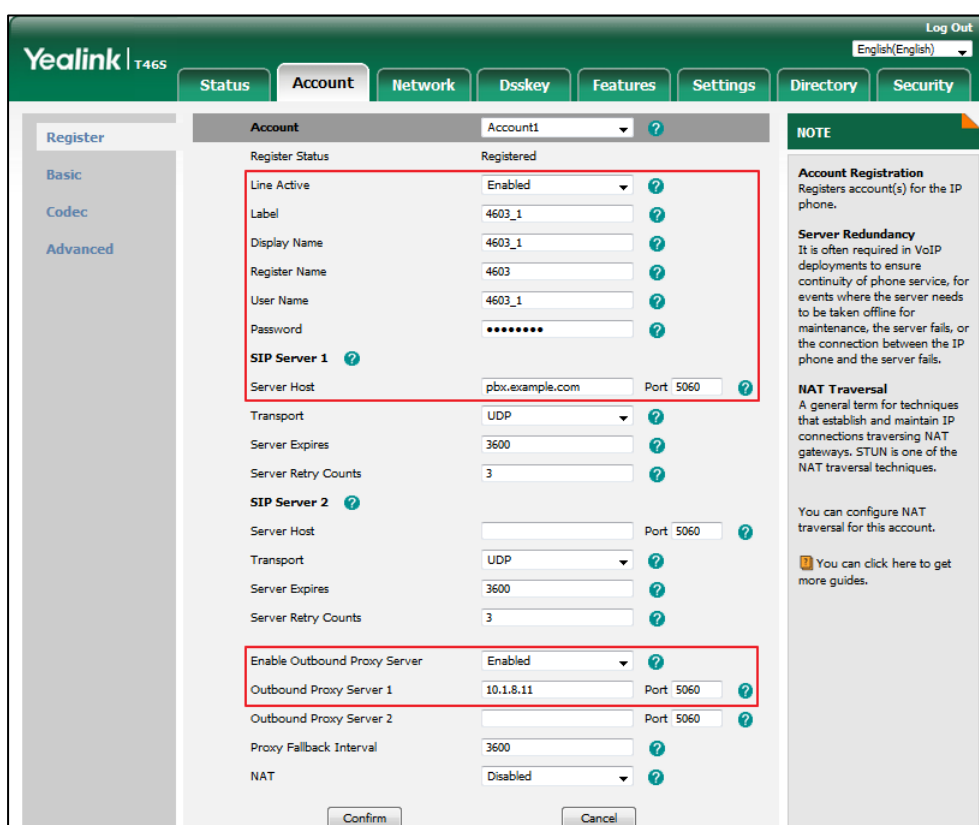 Log Out
Yealink | T46S
English(English)
Status Account Network Dsskey Features Settings Directory Security
Register
Basic
Codec
Advanced
Account Account1 ?
Register Status Registered
Line Active Enabled ?
Label 4603_1 ?
Display Name 4603_1 ?
Register Name 4603 ?
User Name 4603_1 ?
Password •••••••• ?
SIP Server 1 ?
Server Host pbx.example.com Port 5060 ?
Transport UDP ?
Server Expires 3600 ?
Server Retry Counts 3 ?
SIP Server 2 ?
Server Host Port 5060 ?
Transport UDP ?
Server Expires 3600 ?
Server Retry Counts 3 ?
Enable Outbound Proxy Server Enabled ?
Outbound Proxy Server 1 10.1.8.11 Port 5060 ?
Outbound Proxy Server 2 Port 5060 ?
Proxy Fallback Interval 3600 ?
NAT Disabled ?
Confirm Cancel
NOTE
Account Registration
Registers account(s) for the IP
phone.
Server Redundancy
It is often required in VoIP
deployments to ensure
continuity of phone service, for
events where the server needs
to be taken offline for
maintenance, the server fails, or
the connection between the IP
phone and the server fails.
NAT Traversal
A general term for techniques
that establish and maintain IP
connections traversing NAT
gateways. STUN is one of the
NAT traversal techniques.
You can configure NAT
traversal for this account.
? You can click here to get
more guides.